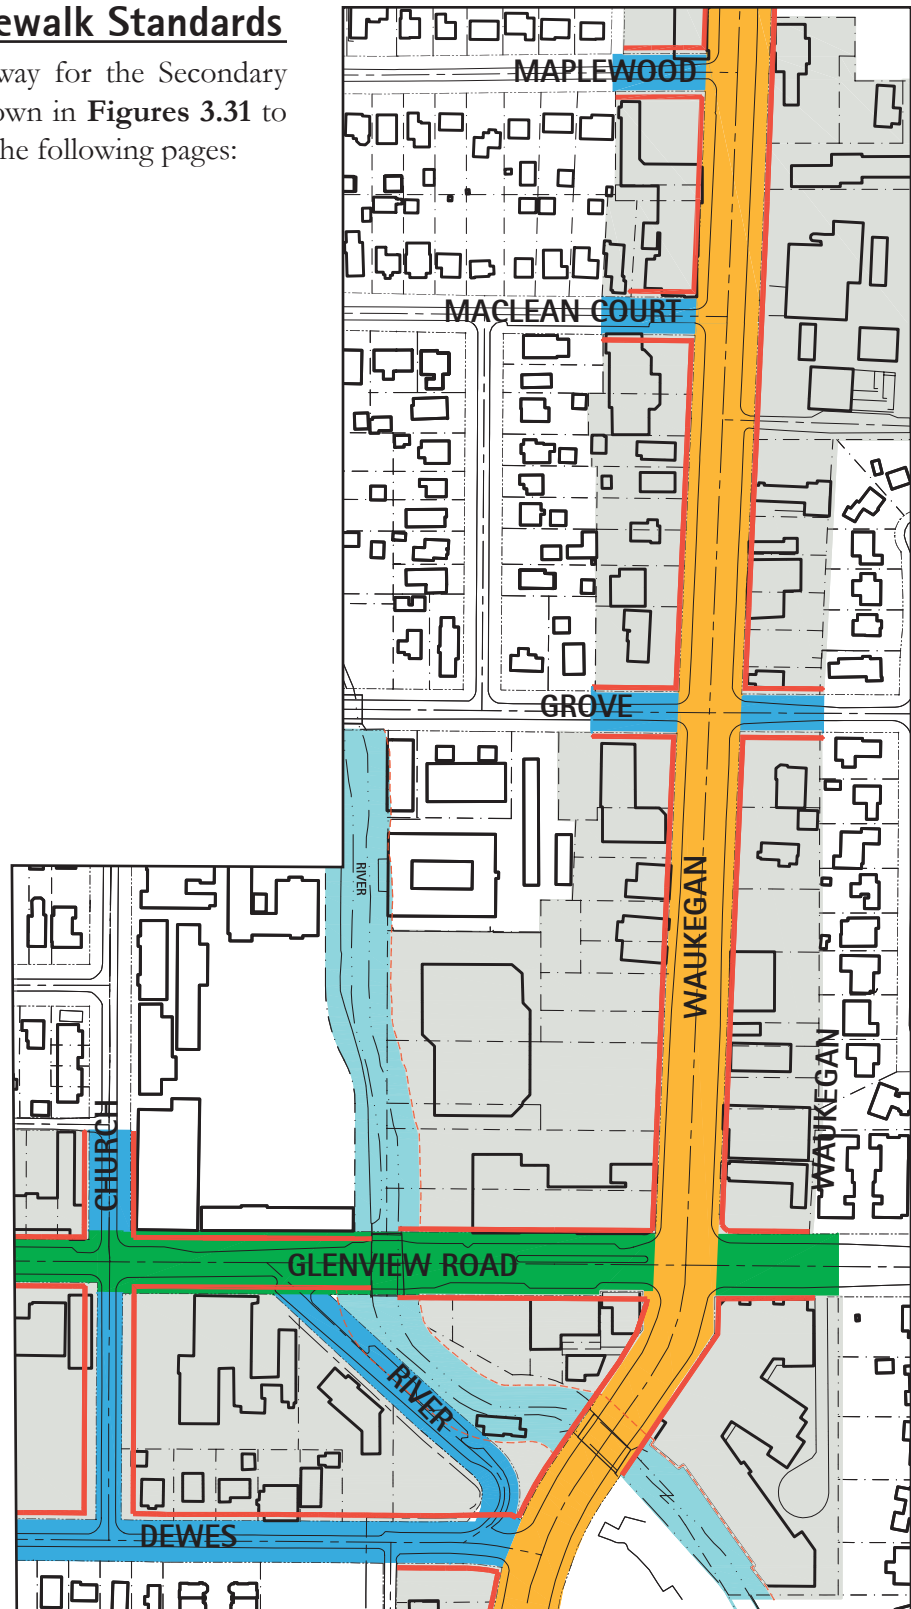 ewalk Standards
way for the Secondary
own in Figures 3.31 to
he following pages:
MAPLEWOOD
MACLEAN COURT
GROVE
RIVER
WAUKEGAN
WAUKEGAN
CHURCH
GLENVIEW ROAD
RIVER
DEWES